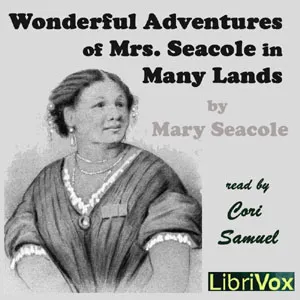 Wonderful Adventures
of Mrs. Seacole in
Many Lands
by
Mary Seacole
read by
Cori
Samuel
LibriVox